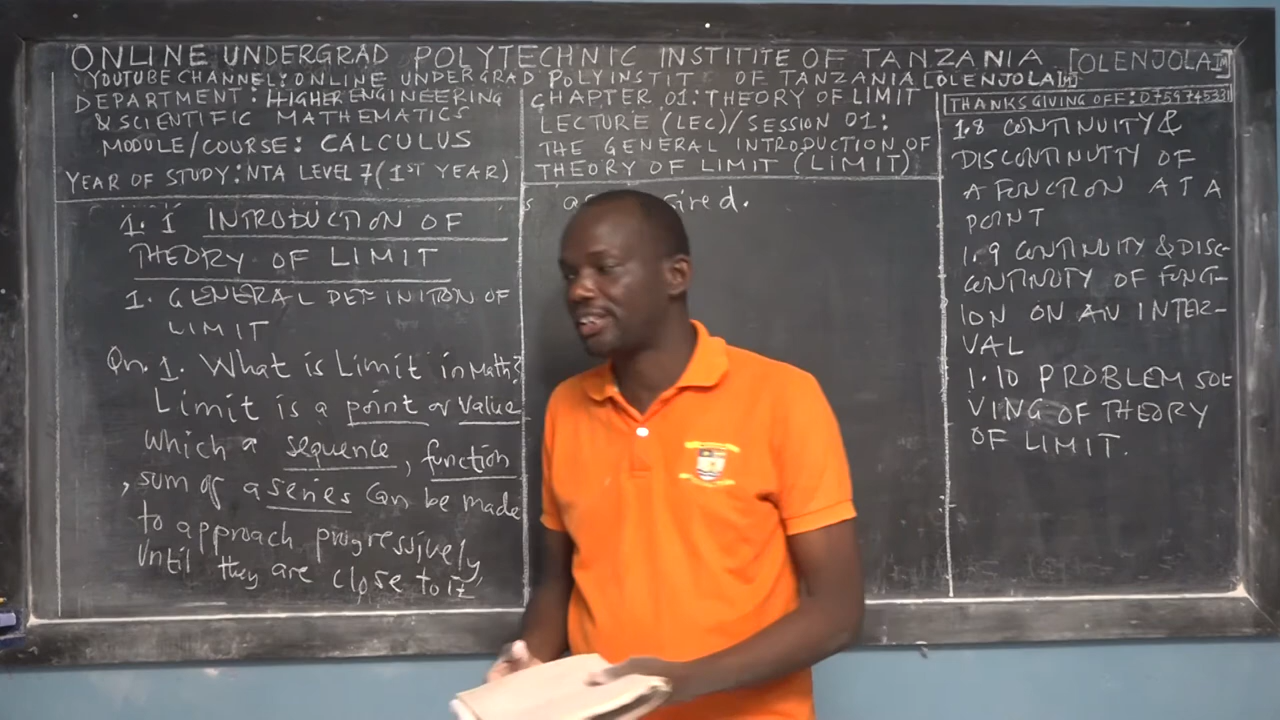 ONLINE UNDERGRAD POLYTECHNIC INSTITITE OF TANZANIA [OLENJOLAIM]
YOUTUBE CHANNEL: ONLINE UNDERGRAD POLYINSTIT OF TANZANIA [OLENJOLAIM]
DEPARTMENT: HIGHER ENGINEERING
& SCIENTIFIC MATHEMATICS
MODULE/COURSE: CALCULUS
YEAR OF STUDY: NTA LEVEL 7 (1ST YEAR)
1.1 INTRODUCTION OF
THEORY OF LIMIT
1. GENERAL DEFINITION OF
LIMIT
Qn. 1. What is Limit in Math?
Limit is a point or value
which a sequence, function
, sum of a series can be made
to approach progressively
until they are close to it
CHAPTER 01: THEORY OF LIMIT
LECTURE (LEC)/SESSION 01:
THE GENERAL INTRODUCTION OF
THEORY OF LIMIT (LIMIT)
THANKS GIVING OFF: 0759745331
1.8 CONTINUITY &
DISCONTINUTTY OF
A FUNCTION AT A
POINT
1.9 CONTINUITY & DISC-
CONTINUITY OF FUNCT-
ION ON AN INTER-
VAL
1.10 PROBLEM SOL-
VING OF THEORY
OF LIMIT.